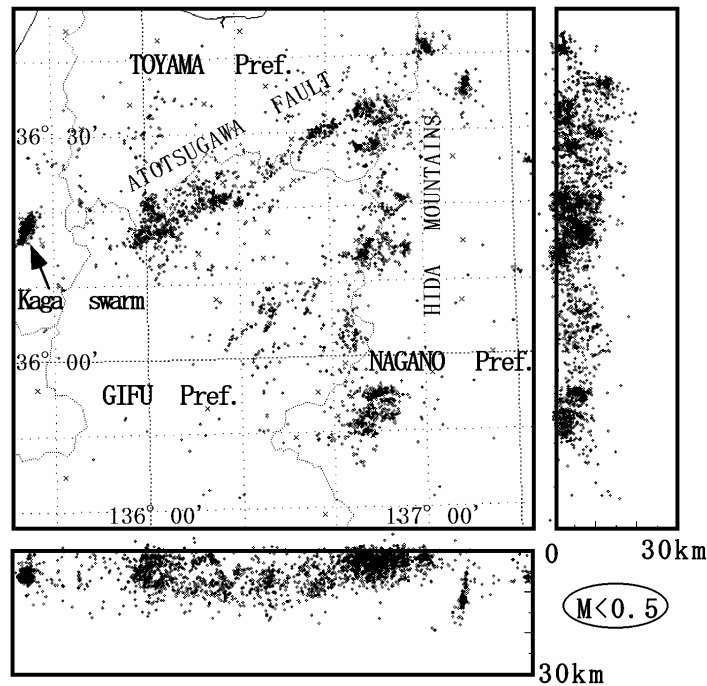 TOYAMA Pref.
ATOTSUGAWA FAULT
36° 30'
HIDA MOUNTAINS
Kaga swarm
36° 00'
NAGANO Pref.
GIFU Pref.
136° 00'
137° 00'
0
30km
M<0.5
30km